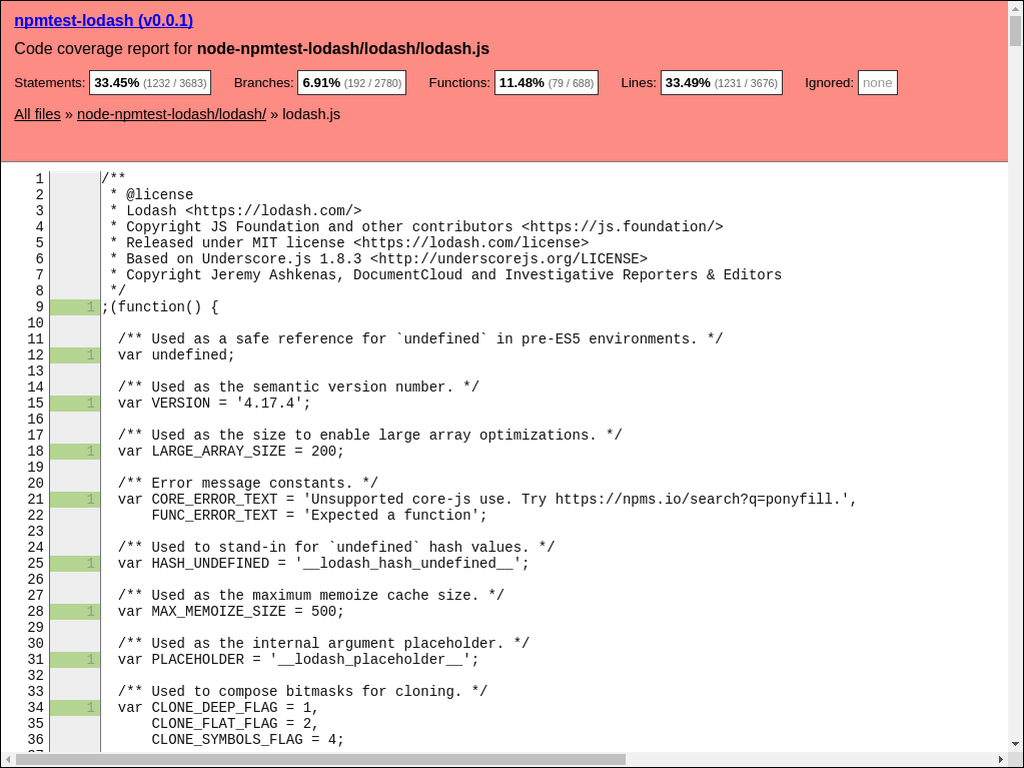 npmtest-lodash (v0.0.1)
Code coverage report for node-npmtest-lodash/lodash/lodash.js
Statements: 33.45% (1232 / 3683) Branches: 6.91% (192 / 2780) Functions: 11.48% (79 / 688) Lines: 33.49% (1231 / 3676) Ignored: none
All files » node-npmtest-lodash/lodash/ » lodash.js
1 /**
2  * @license
3  * Lodash <https://lodash.com/>
4  * Copyright JS Foundation and other contributors <https://js.foundation/>
5  * Released under MIT license <https://lodash.com/license>
6  * Based on Underscore.js 1.8.3 <http://underscorejs.org/LICENSE>
7  * Copyright Jeremy Ashkenas, DocumentCloud and Investigative Reporters & Editors
8  */
9 1 ;(function() {
10
11   /** Used as a safe reference for `undefined` in pre-ES5 environments. */
12 1   var undefined;
13
14   /** Used as the semantic version number. */
15 1   var VERSION = '4.17.4';
16
17   /** Used as the size to enable large array optimizations. */
18 1   var LARGE_ARRAY_SIZE = 200;
19
20   /** Error message constants. */
21 1   var CORE_ERROR_TEXT = 'Unsupported core-js use. Try https://npms.io/search?q=ponyfill.',
22       FUNC_ERROR_TEXT = 'Expected a function';
23
24   /** Used to stand-in for `undefined` hash values. */
25 1   var HASH_UNDEFINED = '__lodash_hash_undefined__';
26
27   /** Used as the maximum memoize cache size. */
28 1   var MAX_MEMOIZE_SIZE = 500;
29
30   /** Used as the internal argument placeholder. */
31 1   var PLACEHOLDER = '__lodash_placeholder__';
32
33   /** Used to compose bitmasks for cloning. */
34 1   var CLONE_DEEP_FLAG = 1,
35       CLONE_FLAT_FLAG = 2,
36       CLONE_SYMBOLS_FLAG = 4;